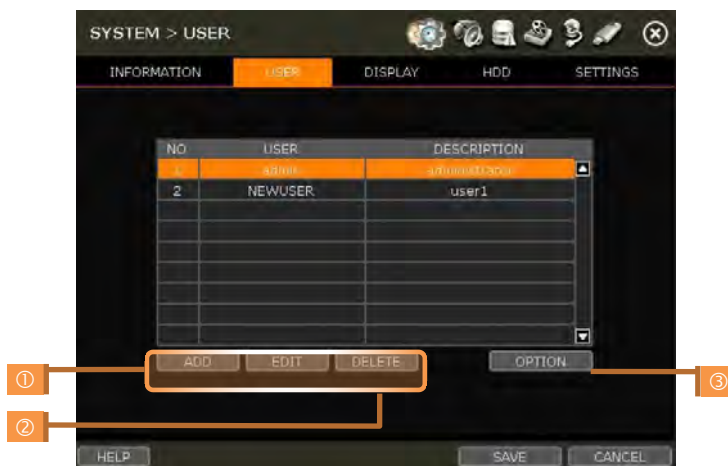 SYSTEM > USER
INFORMATION USER DISPLAY HDD SETTINGS
NO USER DESCRIPTION
1 admin administrator
2 NEWUSER user1
ADD EDIT DELETE OPTION
①
③
②
HELP SAVE CANCEL